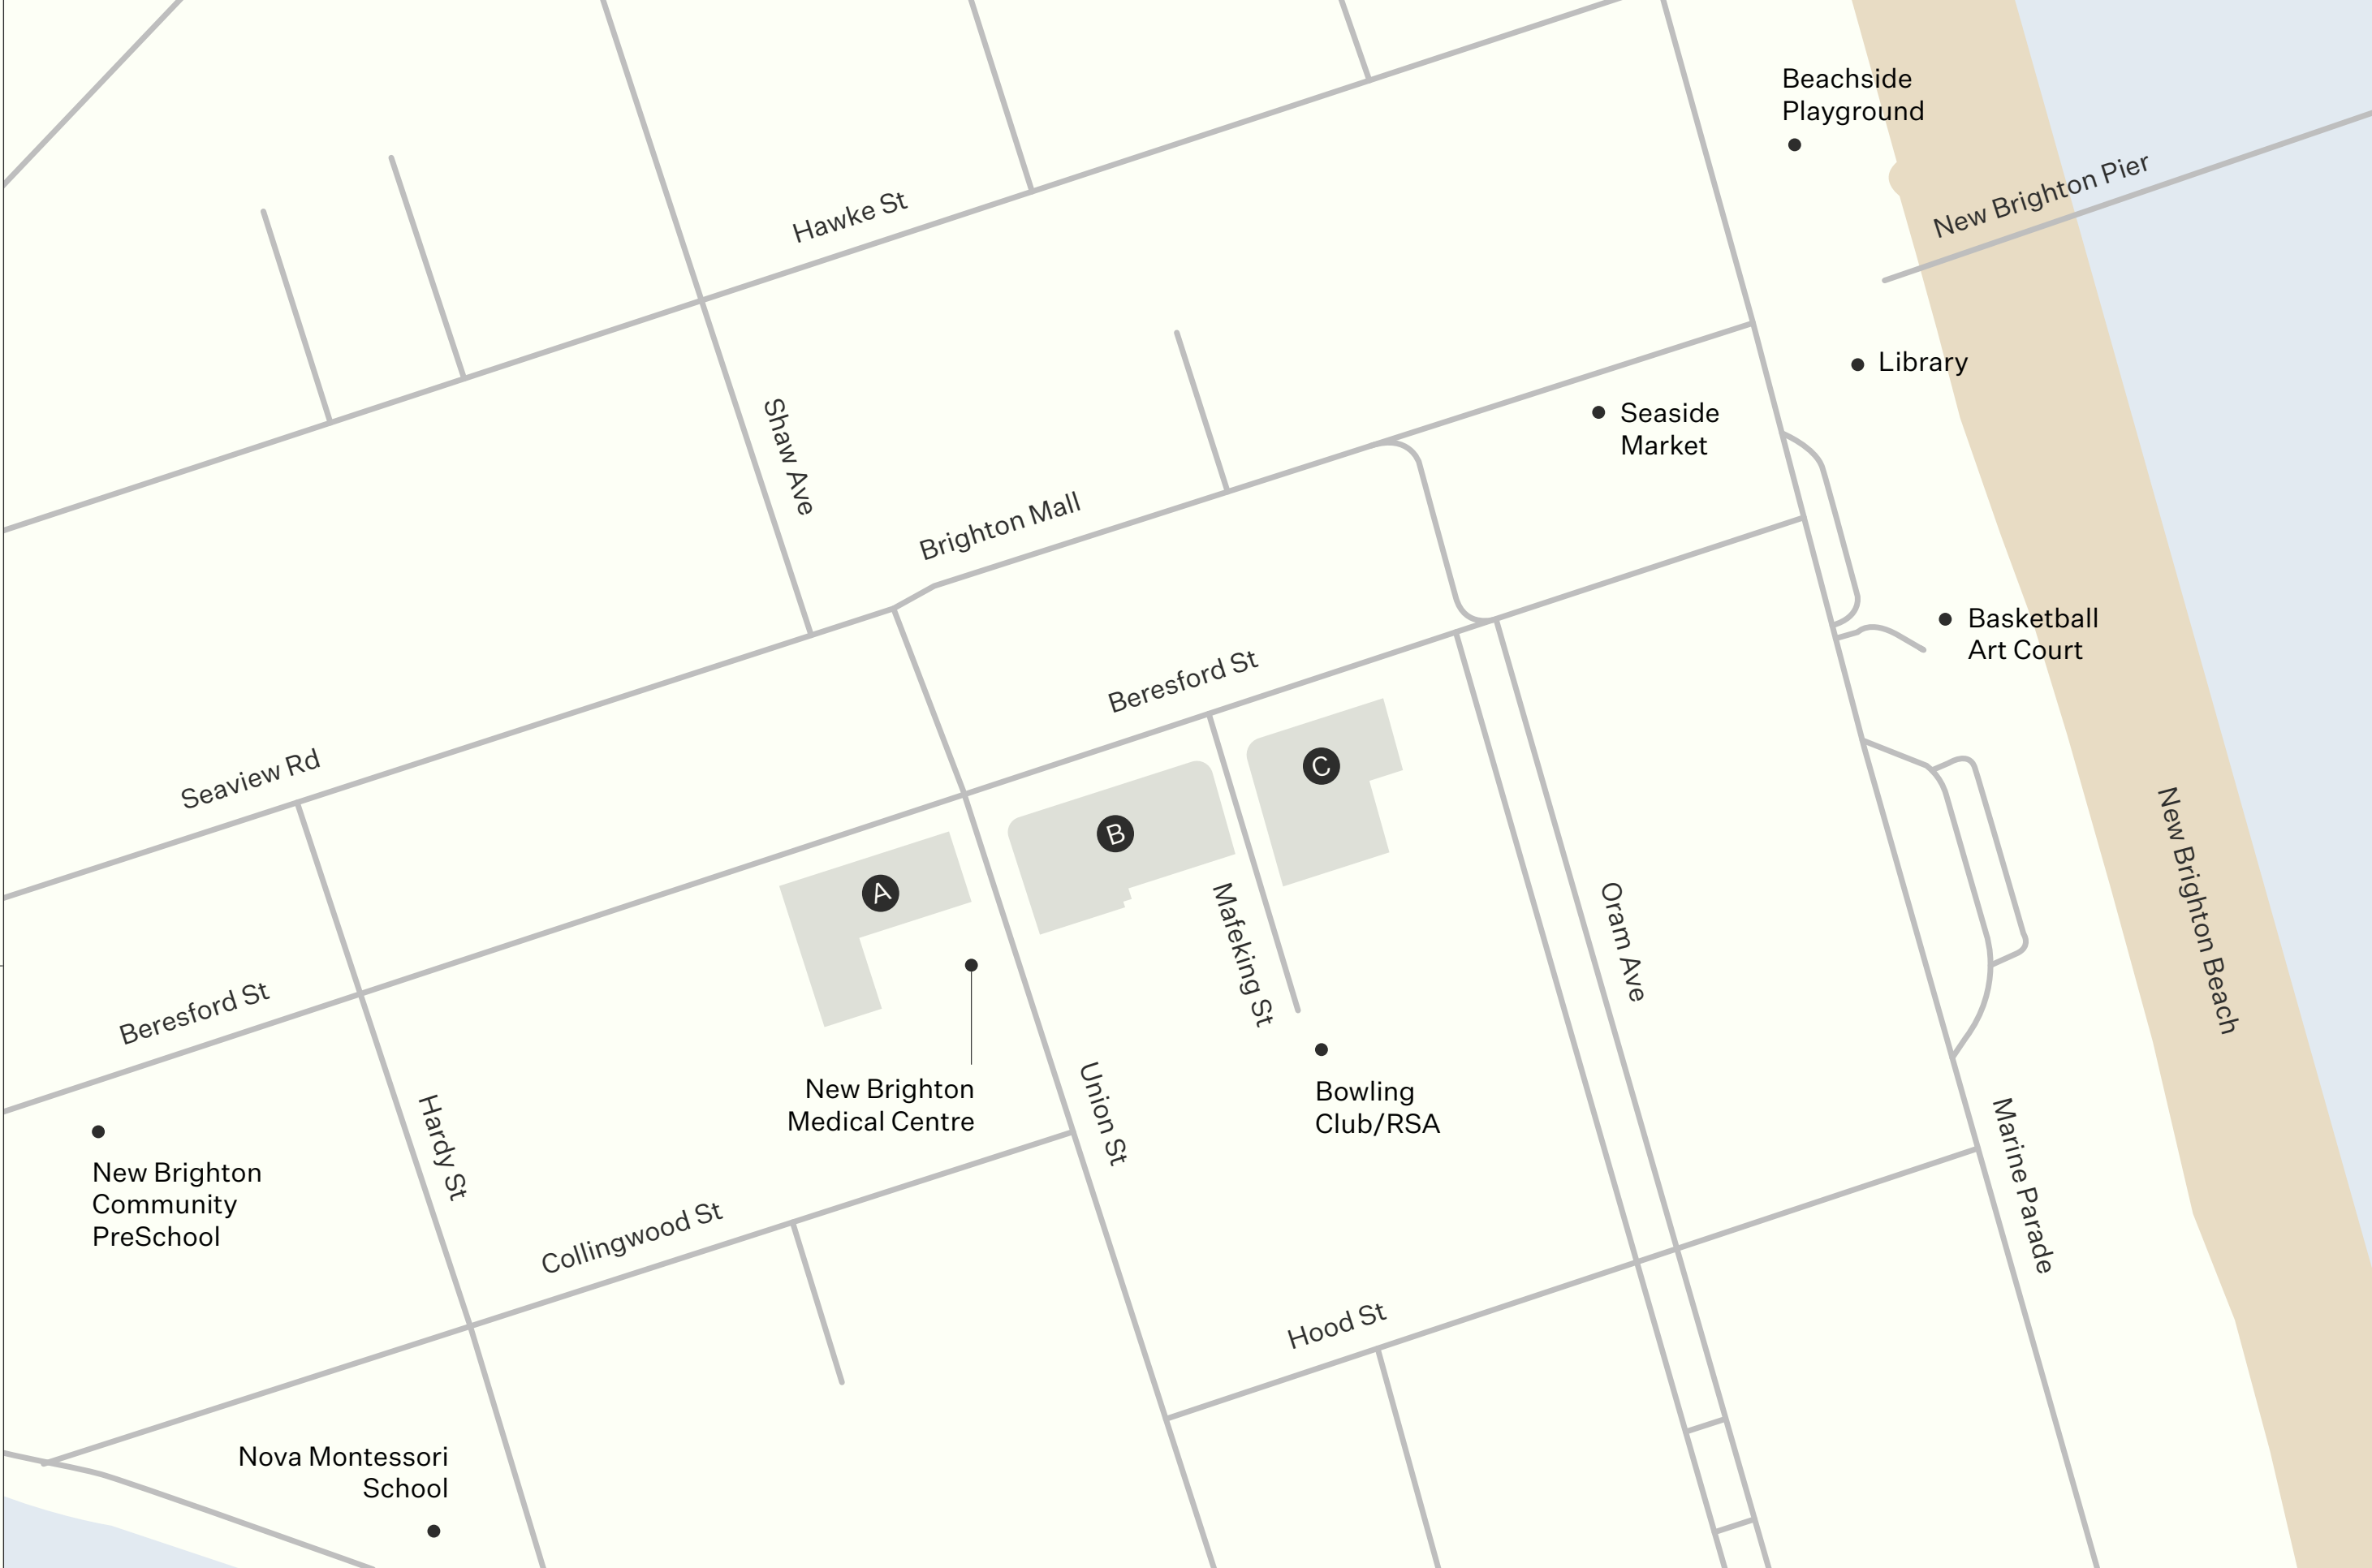 Beachside
Playground
New Brighton Pier
Hawke St
Library
Shaw Ave
Seaside
Market
Brighton Mall
Basketball
Art Court
Beresford St
Seaview Rd
C
B
A
New Brighton Beach
Mafeking St
Oram Ave
Beresford St
New Brighton
Medical Centre
Union St
Bowling
Club/RSA
Hardy St
Marine Parade
New Brighton
Community
PreSchool
Collingwood St
Hood St
Nova Montessori
School